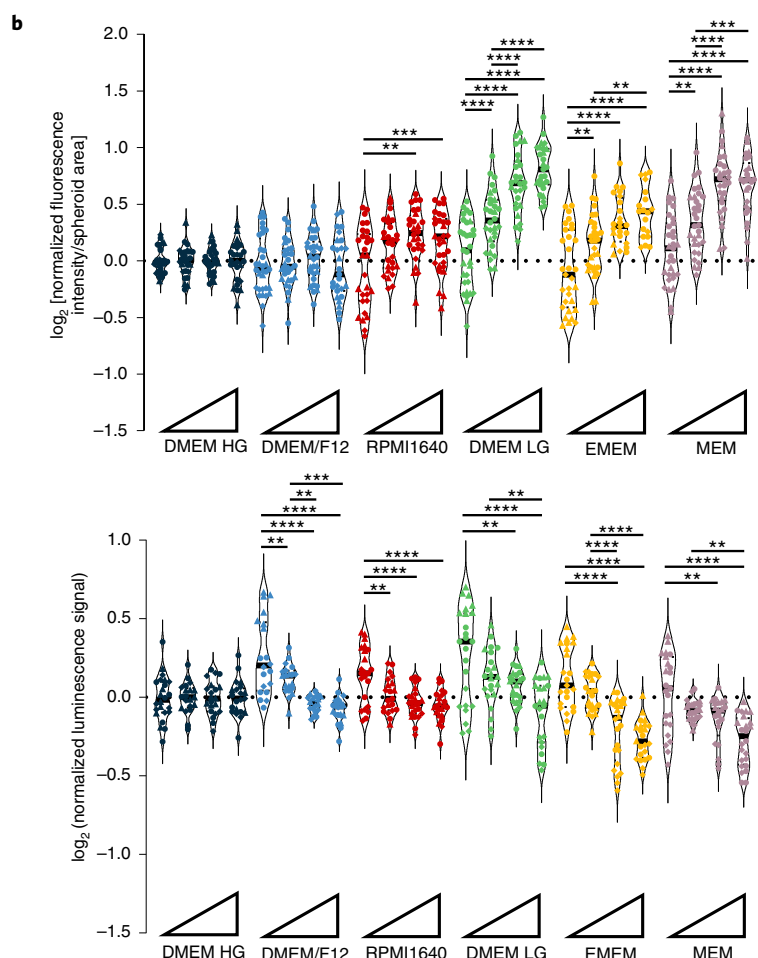 b
log2 [normalized fluorescence
intensity/spheroid area]
2.0
1.5
1.0
0.5
0.0
−0.5
−1.0
−1.5
** ***
**** **** **** **** ****
** **** **** **
** **** **** **** ***
DMEM HG DMEM/F12 RPMI1640 DMEM LG EMEM MEM
log2 (normalized luminescence signal)
1.0
0.5
0.0
−0.5
−1.0
−1.5
** **** **** ** ***
** **** ****
** **** **
**** **** **** ****
** **** **
DMEM HG DMEM/F12 RPMI1640 DMEM LG EMEM MEM